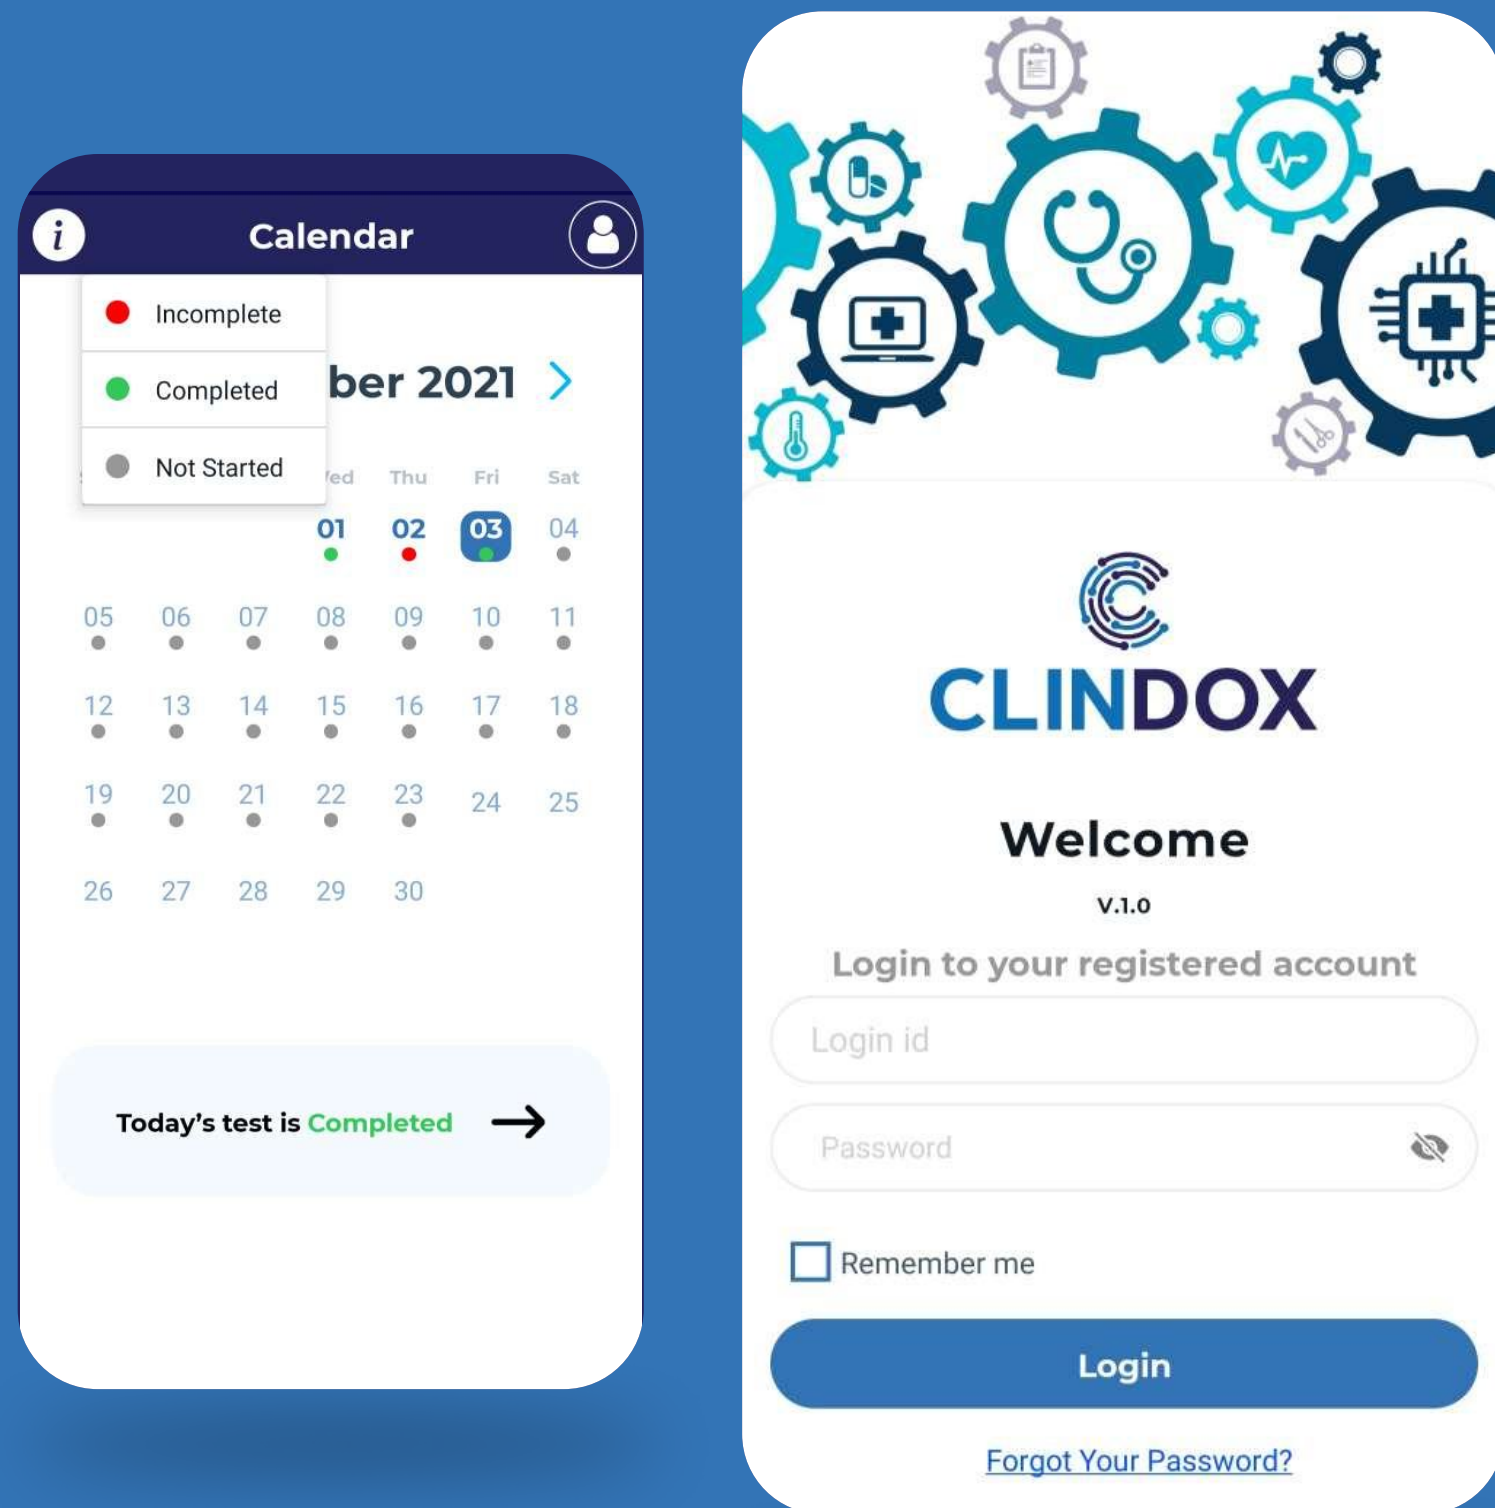 i
Calendar
Incomplete
Completed
Not Started
ber 2021
ed Thu Fri Sat
01 02 03 04
05 06 07 08 09 10 11
12 13 14 15 16 17 18
19 20 21 22 23 24 25
26 27 28 29 30
Today's test is Completed
CLINDOX
Welcome
V.1.0
Login to your registered account
Login id
Password
Remember me
Login
Forgot Your Password?